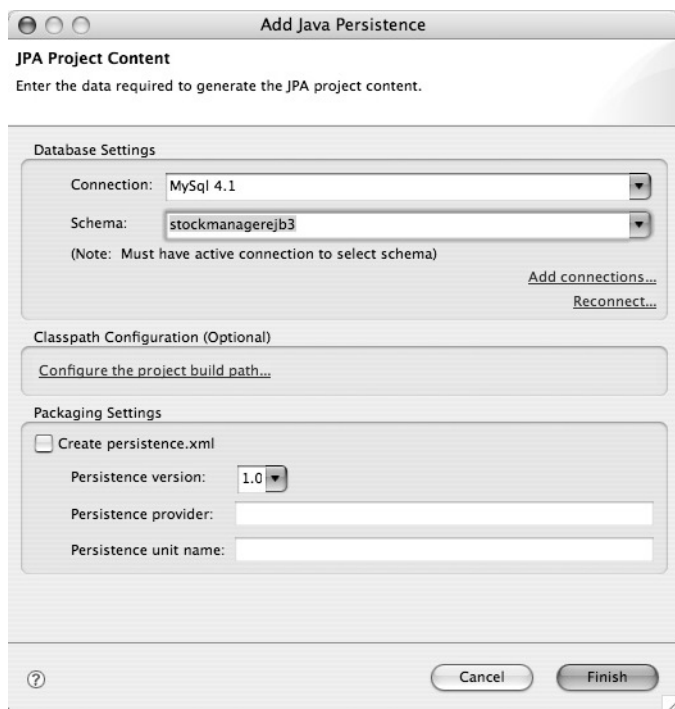 Add Java Persistence
JPA Project Content
Enter the data required to generate the JPA project content.
Database Settings
Connection: MySql 4.1
Schema: stockmanagerejb3
(Note: Must have active connection to select schema)
Add connections...
Reconnect...
Classpath Configuration (Optional)
Configure the project build path...
Packaging Settings
Create persistence.xml
Persistence version: 1.0
Persistence provider:
Persistence unit name:
? Cancel Finish